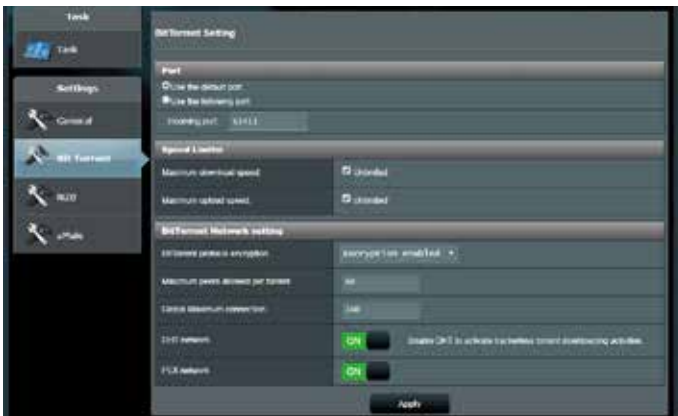 Task
Task
Settings
General
Bit Torrent
NZB
eMule
BitTorrent Setting
Port
Use the default port
Use the following port
Incoming port
Speed Limiter
Maximum download speed
Unlimited
Maximum upload speed
Unlimited
BitTorrent Network setting
BitTorrent protocol encryption
encryption enabled
Maximum peers allowed per torrent
Global Maximum connection
DHT network
ON
Enable DHT to activate trackerless torrent downloading activities.
PEX network
ON
Apply